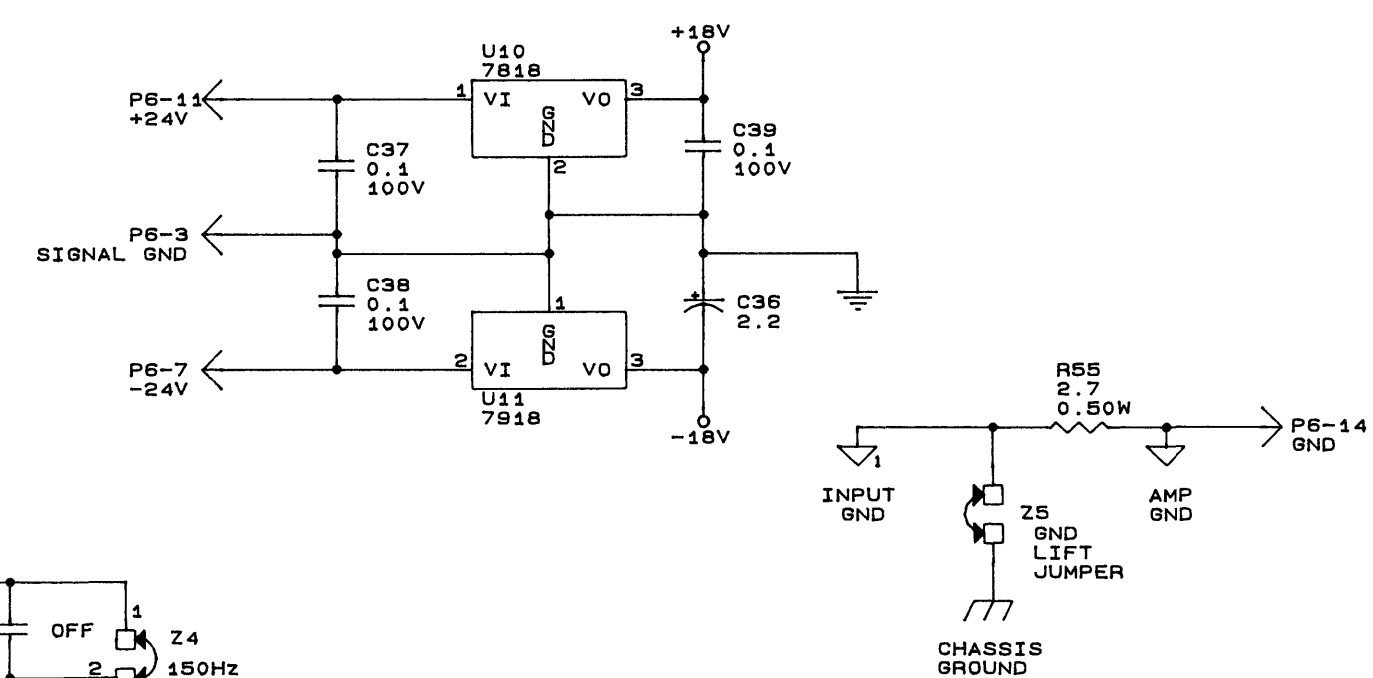 +18V
U10
7818
P6-11
+24V
1
VI
VO
3
GND
2
C37
0.1
100V
C39
0.1
100V
P6-3
SIGNAL GND
C38
0.1
100V
1
GND
+
C36
2.2
P6-7
-24V
2
VI
VO
3
U11
7918
-18V
R55
2.7
0.50W
P6-14
GND
1
INPUT
GND
AMP
GND
Z5
GND
LIFT
JUMPER
CHASSIS
GROUND
1
OFF
Z4
2
150HZ